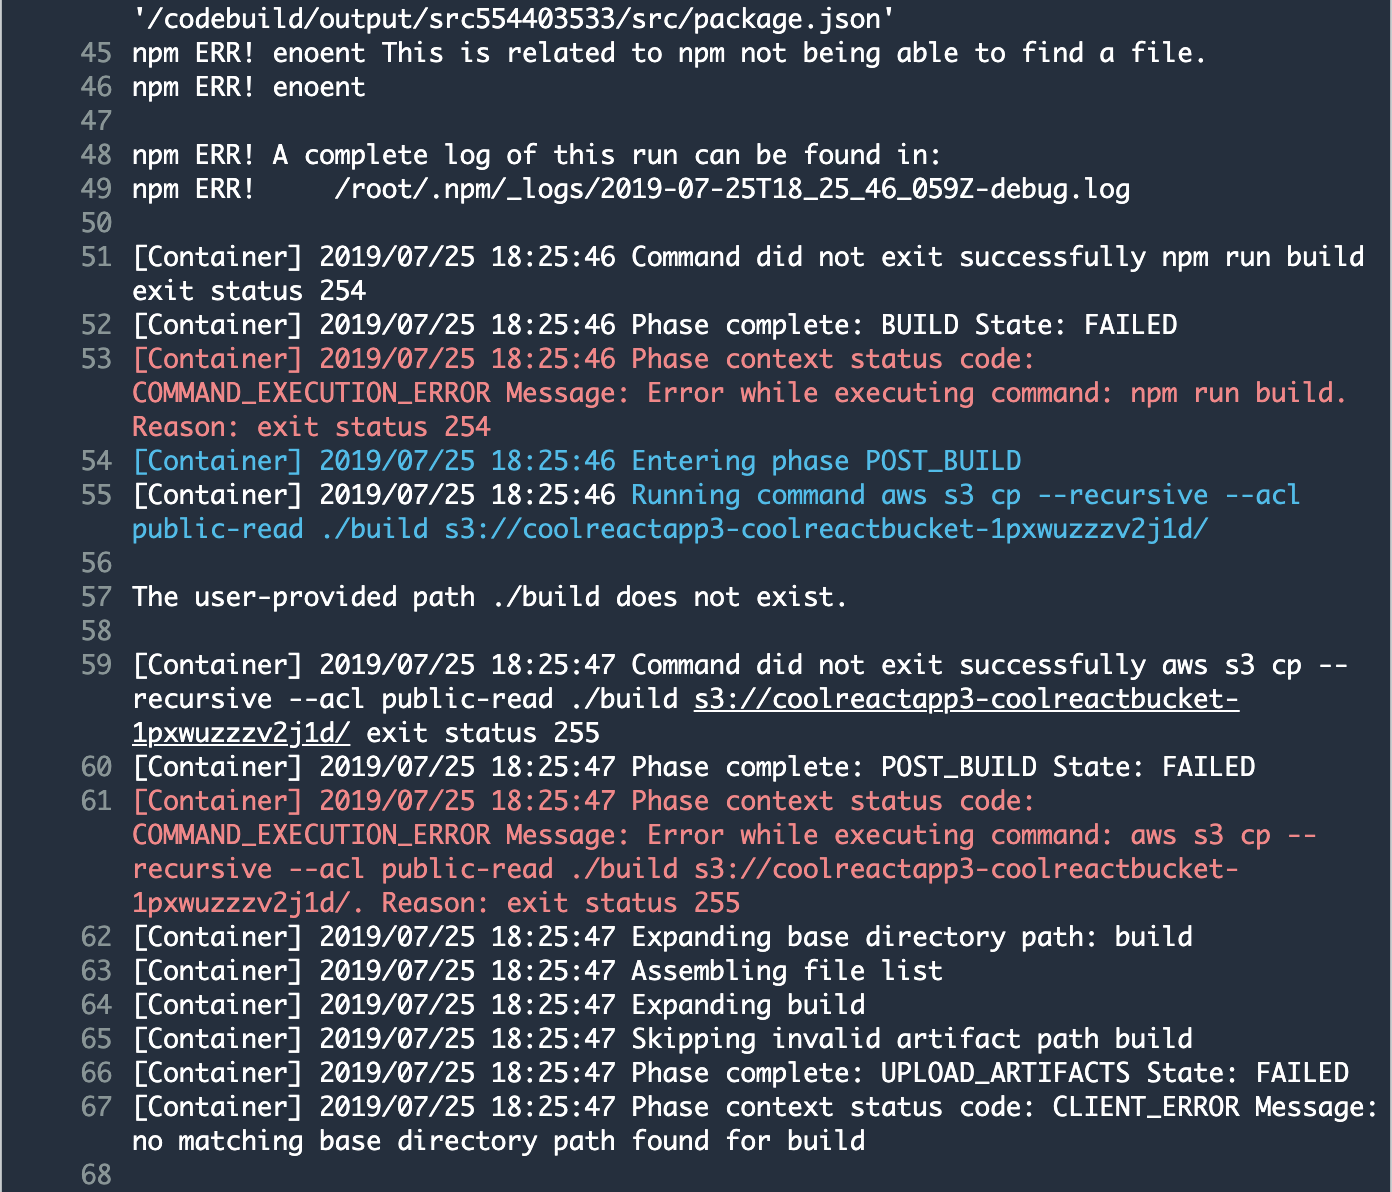 '/codebuild/output/src554403533/src/package.json'
45 npm ERR! enoent This is related to npm not being able to find a file.
46 npm ERR! enoent
47
48 npm ERR! A complete log of this run can be found in:
49 npm ERR!     /root/.npm/_logs/2019-07-25T18_25_46_059Z-debug.log
50
51 [Container] 2019/07/25 18:25:46 Command did not exit successfully npm run build
exit status 254
52 [Container] 2019/07/25 18:25:46 Phase complete: BUILD State: FAILED
53 [Container] 2019/07/25 18:25:46 Phase context status code:
COMMAND_EXECUTION_ERROR Message: Error while executing command: npm run build.
Reason: exit status 254
54 [Container] 2019/07/25 18:25:46 Entering phase POST_BUILD
55 [Container] 2019/07/25 18:25:46 Running command aws s3 cp --recursive --acl
public-read ./build s3://coolreactapp3-coolreactbucket-1pxwuzzzv2j1d/
56
57 The user-provided path ./build does not exist.
58
59 [Container] 2019/07/25 18:25:47 Command did not exit successfully aws s3 cp --
recursive --acl public-read ./build s3://coolreactapp3-coolreactbucket-
1pxwuzzzv2j1d/ exit status 255
60 [Container] 2019/07/25 18:25:47 Phase complete: POST_BUILD State: FAILED
61 [Container] 2019/07/25 18:25:47 Phase context status code:
COMMAND_EXECUTION_ERROR Message: Error while executing command: aws s3 cp --
recursive --acl public-read ./build s3://coolreactapp3-coolreactbucket-
1pxwuzzzv2j1d/. Reason: exit status 255
62 [Container] 2019/07/25 18:25:47 Expanding base directory path: build
63 [Container] 2019/07/25 18:25:47 Assembling file list
64 [Container] 2019/07/25 18:25:47 Expanding build
65 [Container] 2019/07/25 18:25:47 Skipping invalid artifact path build
66 [Container] 2019/07/25 18:25:47 Phase complete: UPLOAD_ARTIFACTS State: FAILED
67 [Container] 2019/07/25 18:25:47 Phase context status code: CLIENT_ERROR Message:
no matching base directory path found for build
68